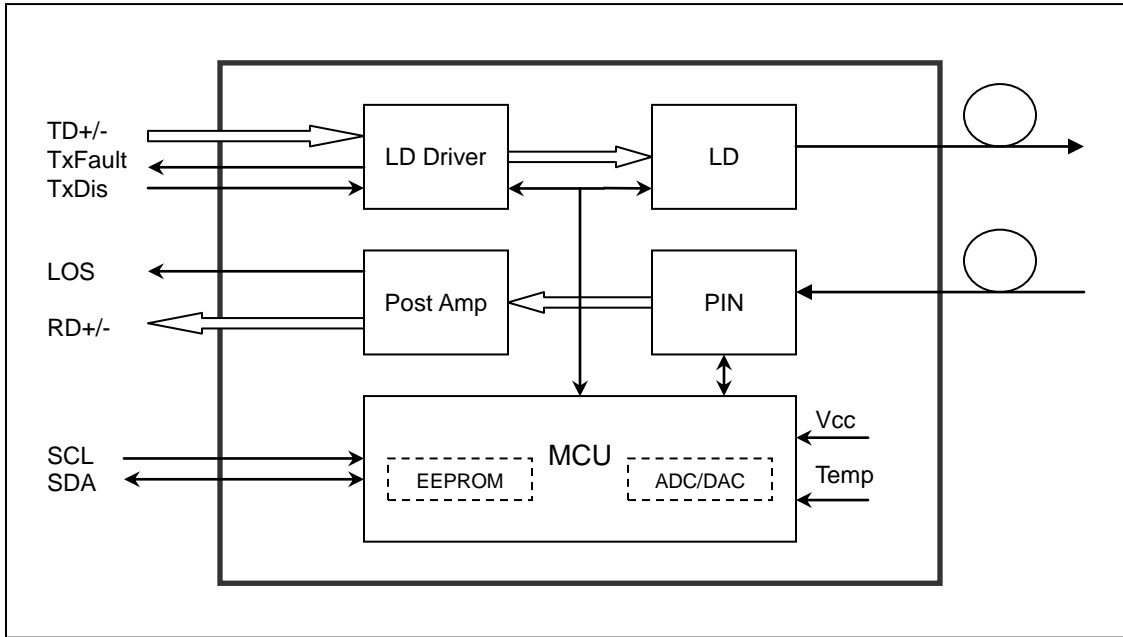 TD+/-
TxFault
TxDis
LD Driver
LD
LOS
RD+/-
Post Amp
PIN
SCL
SDA
MCU
EEPROM
ADC/DAC
Vcc
Temp